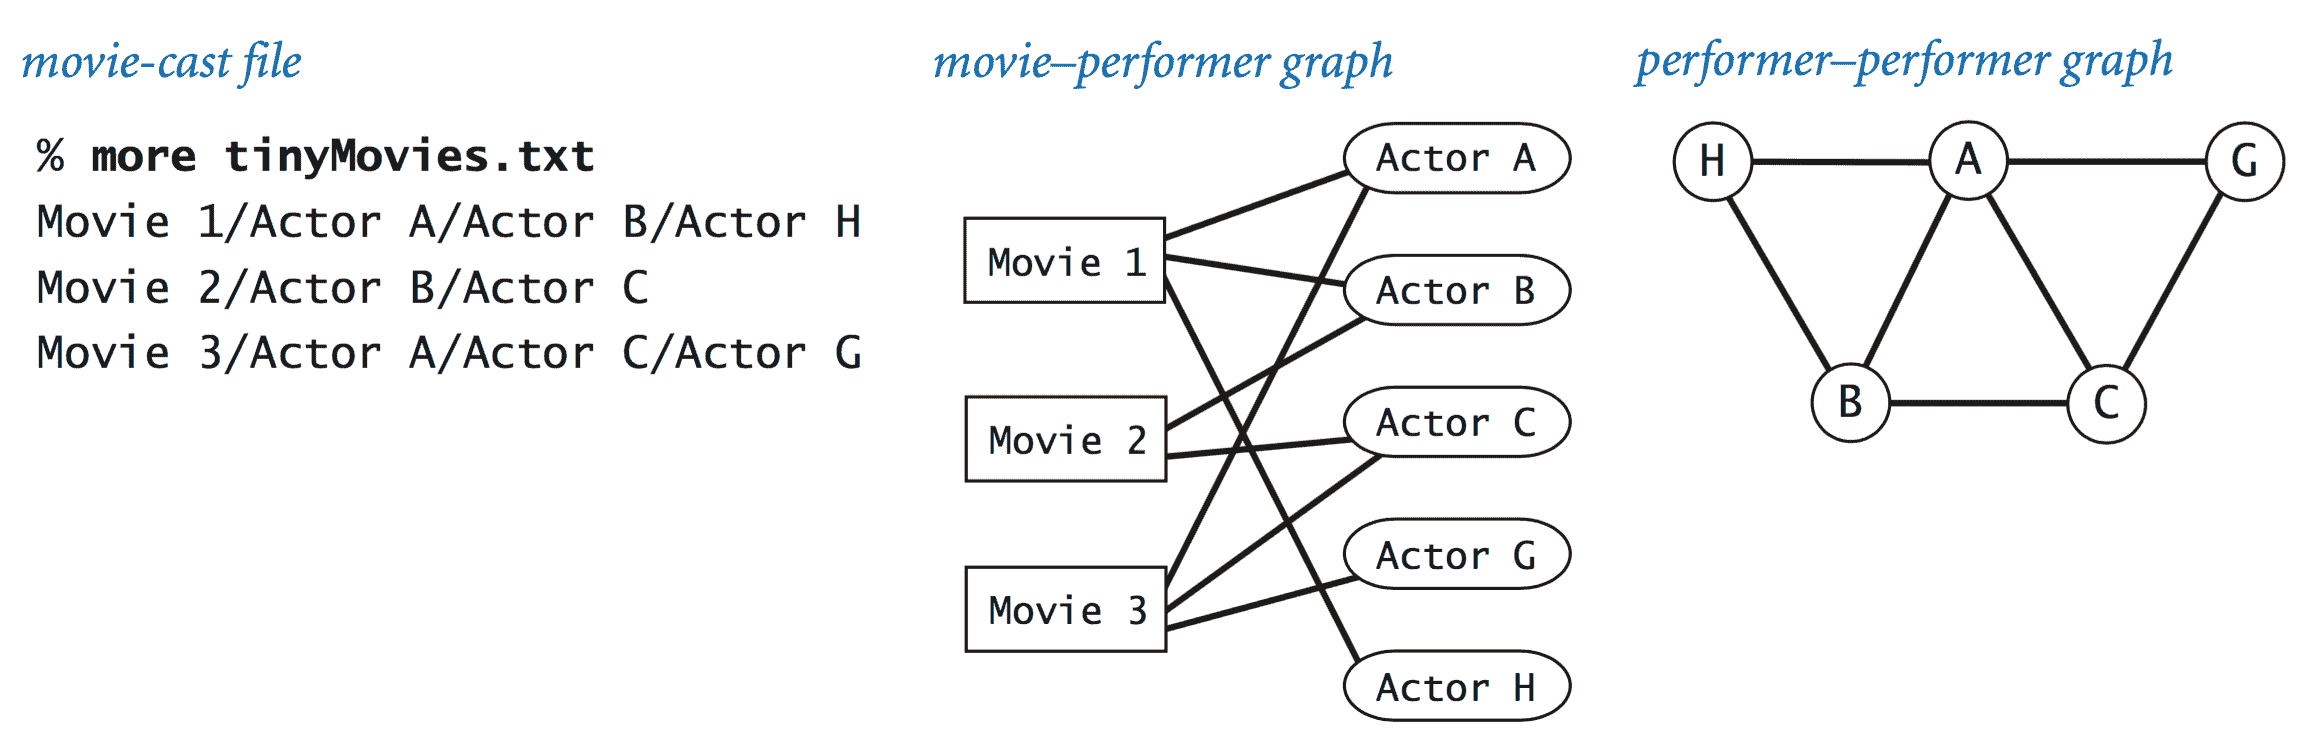 movie-cast file
% more tinyMovies.txt
Movie 1/Actor A/Actor B/Actor H
Movie 2/Actor B/Actor C
Movie 3/Actor A/Actor C/Actor G
movie–performer graph
Movie 1
Movie 2
Movie 3
Actor A
Actor B
Actor C
Actor G
Actor H
performer–performer graph
H A G
B C